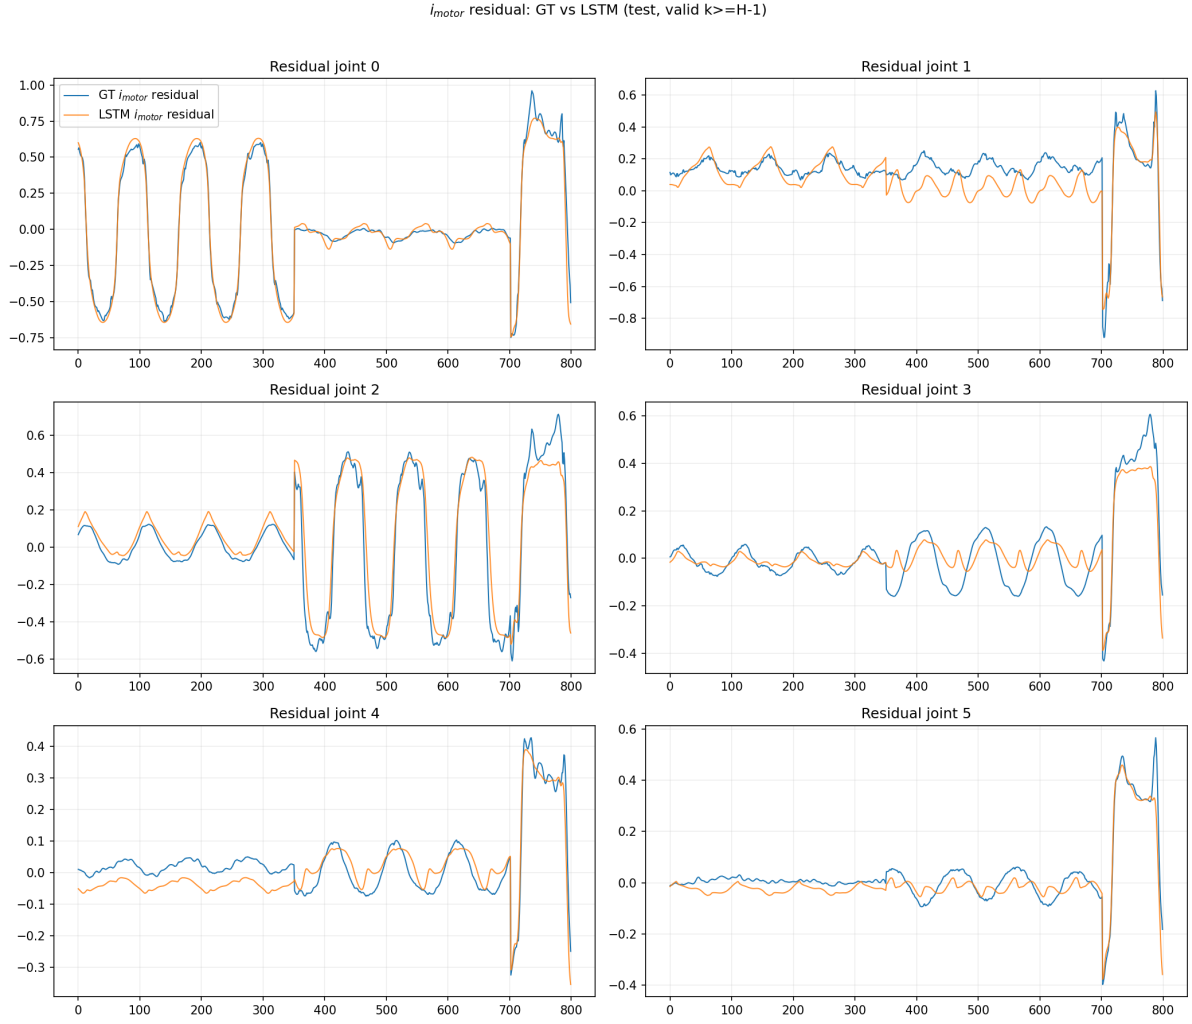 i_motor residual: GT vs LSTM (test, valid k>=H-1)
Residual joint 0
1.00
0.75
0.50
0.25
0.00
−0.25
−0.50
−0.75
GT i_motor residual
LSTM i_motor residual
0 100 200 300 400 500 600 700 800
Residual joint 1
0.6
0.4
0.2
0.0
−0.2
−0.4
−0.6
−0.8
0 100 200 300 400 500 600 700 800
Residual joint 2
0.6
0.4
0.2
0.0
−0.2
−0.4
−0.6
0 100 200 300 400 500 600 700 800
Residual joint 3
0.6
0.4
0.2
0.0
−0.2
−0.4
0 100 200 300 400 500 600 700 800
Residual joint 4
0.4
0.3
0.2
0.1
0.0
−0.1
−0.2
−0.3
0 100 200 300 400 500 600 700 800
Residual joint 5
0.6
0.4
0.2
0.0
−0.2
−0.4
0 100 200 300 400 500 600 700 800